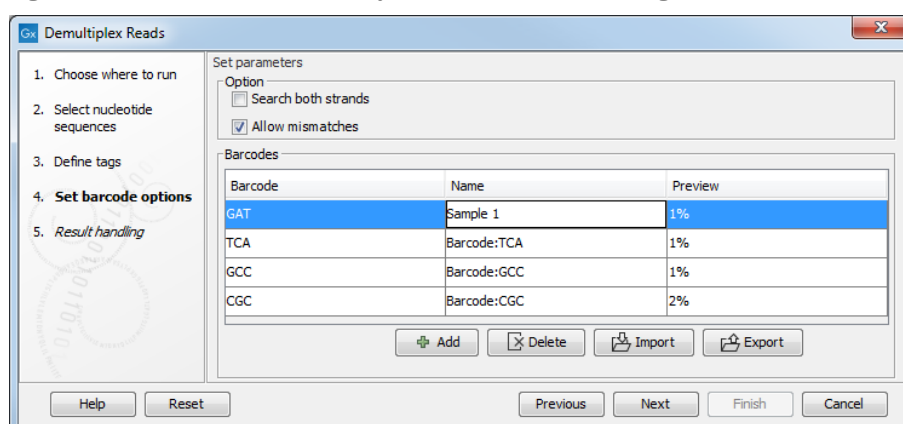 Gx Demultiplex Reads
1. Choose where to run
2. Select nucleotide
sequences
3. Define tags
4. Set barcode options
5. Result handling
Set parameters
Option
Search both strands
Allow mismatches
Barcodes
Barcode Name Preview
GAT Sample 1 1%
TCA Barcode:TCA 1%
GCC Barcode:GCC 1%
CGC Barcode:CGC 2%
Add Delete Import Export
Help Reset Previous Next Finish Cancel